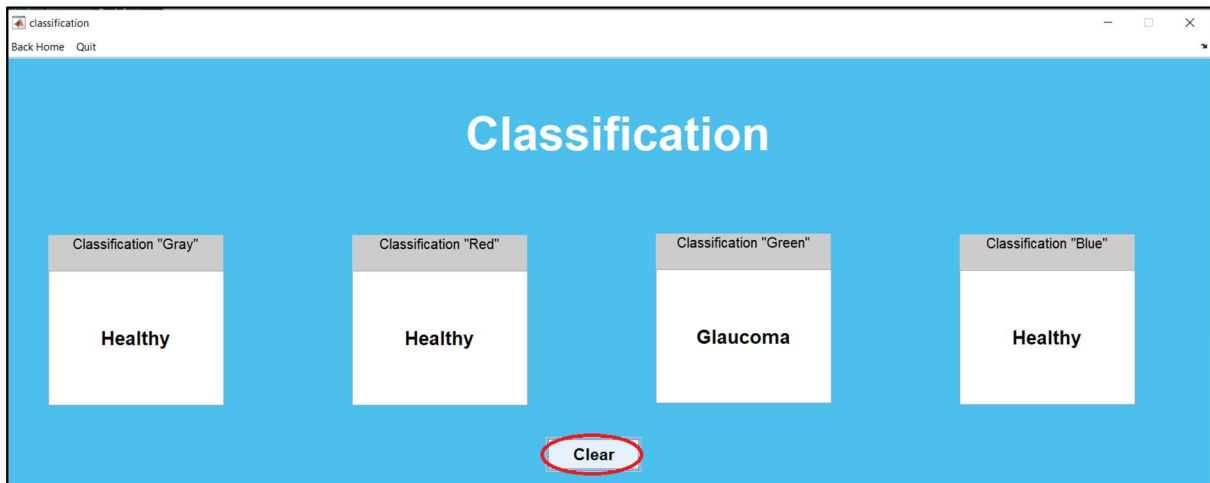 classification
Back Home Quit
Classification
Classification "Gray"
Healthy
Classification "Red"
Healthy
Classification "Green"
Glaucoma
Classification "Blue"
Healthy
Clear